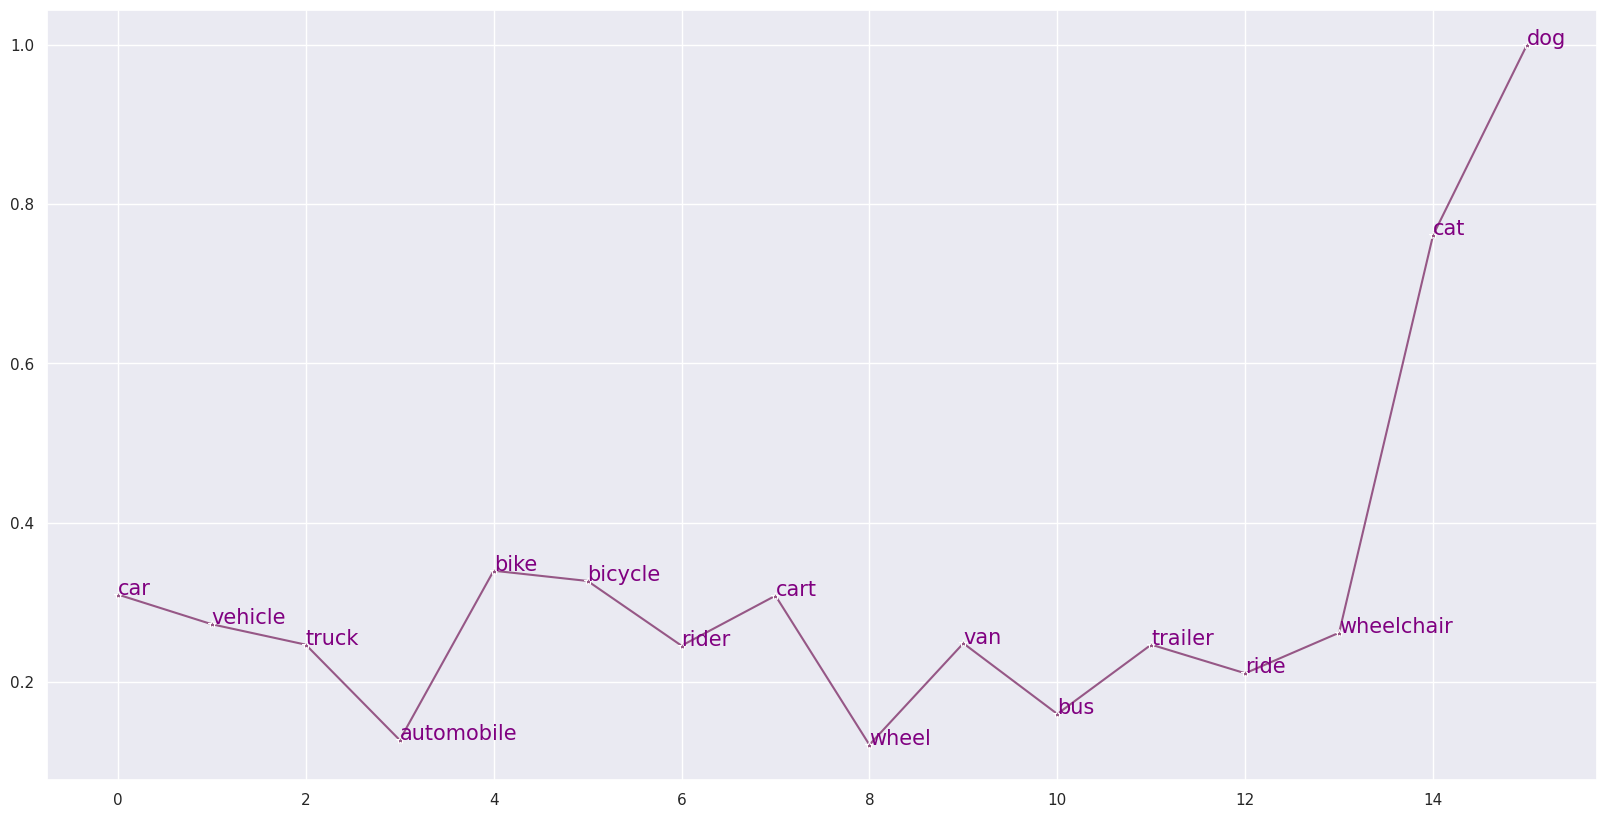 1.0
0.8
0.6
0.4
0.2
dog
cat
bike
bicycle
car
cart
vehicle
truck
rider
van
trailer
wheelchair
ride
bus
automobile
wheel
0 2 4 6 8 10 12 14